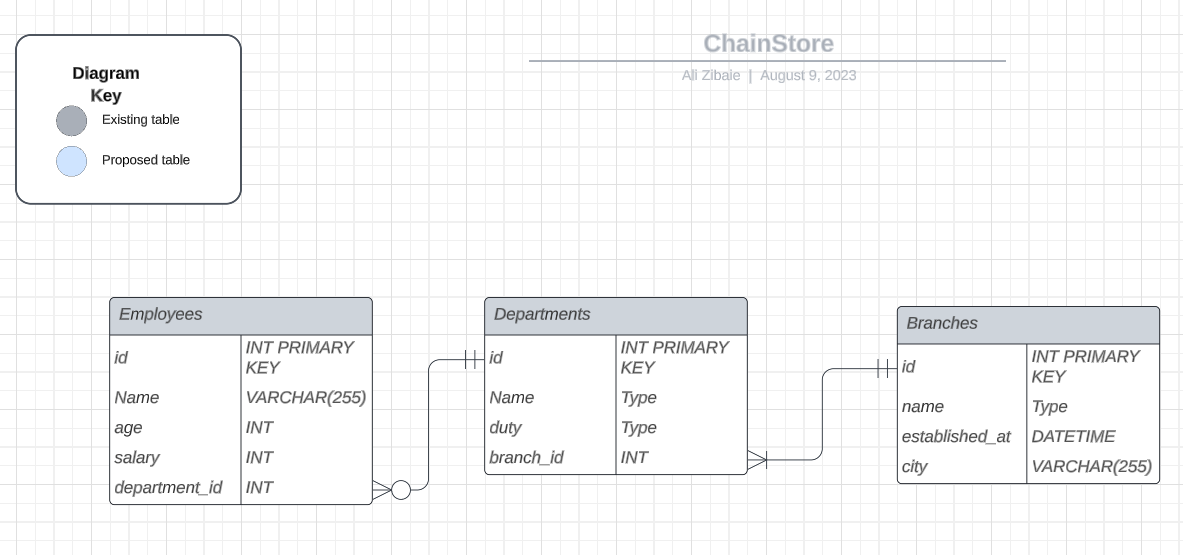 ChainStore
Ali Zibaie | August 9, 2023
Diagram
Key
Existing table
Proposed table
Employees
id INT PRIMARY
KEY
Name VARCHAR(255)
age INT
salary INT
department_id INT
Departments
id INT PRIMARY
KEY
Name Type
duty Type
branch_id INT
Branches
id INT PRIMARY
KEY
name Type
established_at DATETIME
city VARCHAR(255)